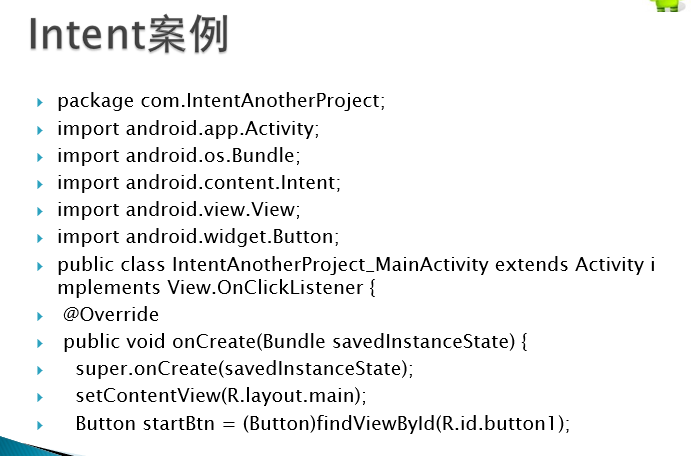 Intent案例
package com.IntentAnotherProject;
import android.app.Activity;
import android.os.Bundle;
import android.content.Intent;
import android.view.View;
import android.widget.Button;
public class IntentAnotherProject_MainActivity extends Activity i
mplements View.OnClickListener {
@Override
public void onCreate(Bundle savedInstanceState) {
super.onCreate(savedInstanceState);
setContentView(R.layout.main);
Button startBtn = (Button)findViewById(R.id.button1);